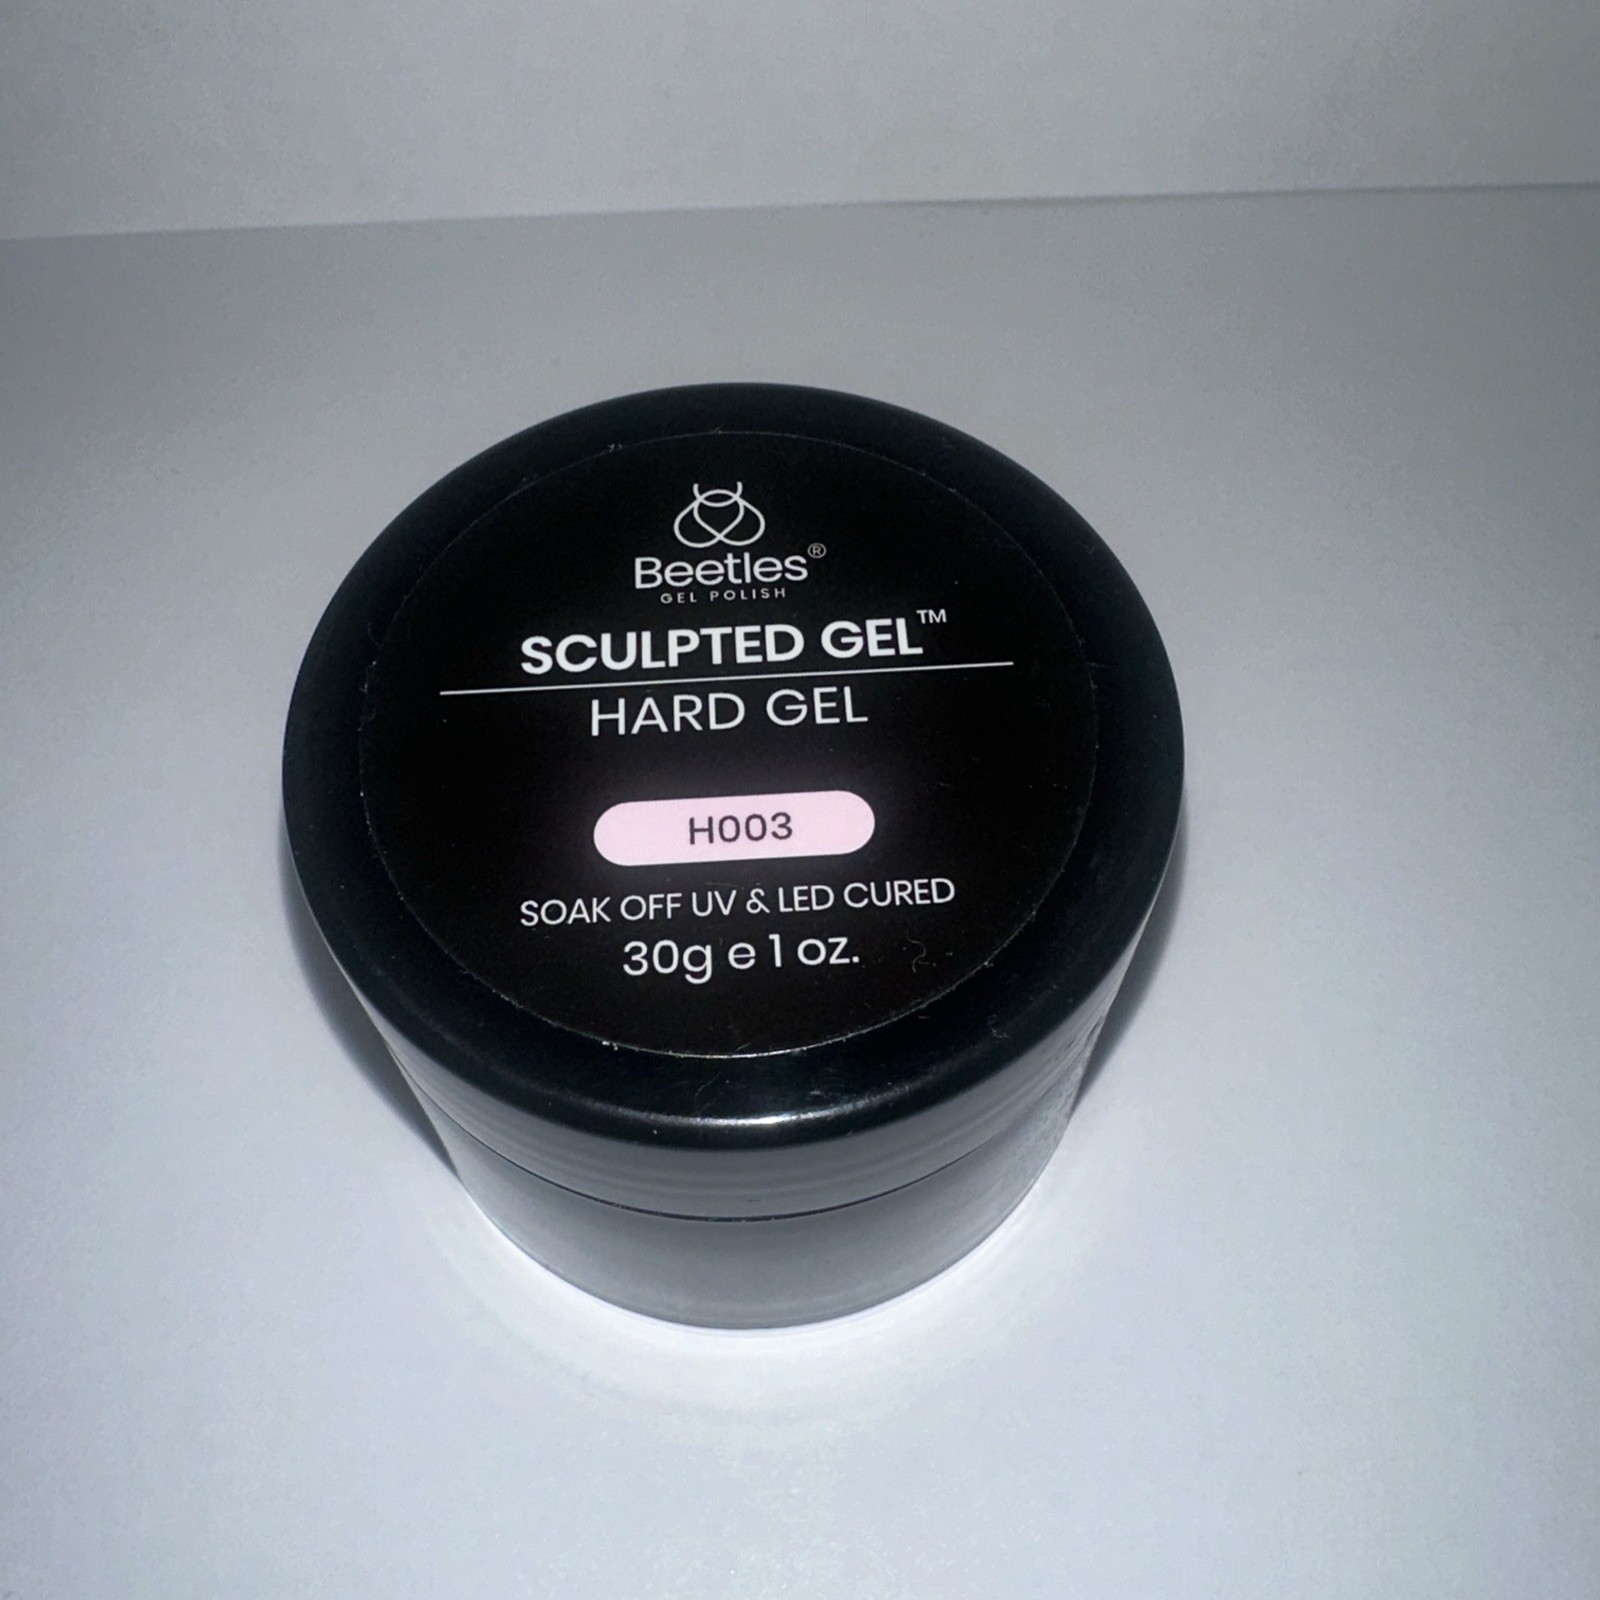 Beetles®
GEL POLISH
SCULPTED GEL™
HARD GEL
H003
SOAK OFF UV & LED CURED
30g e 1 oz.